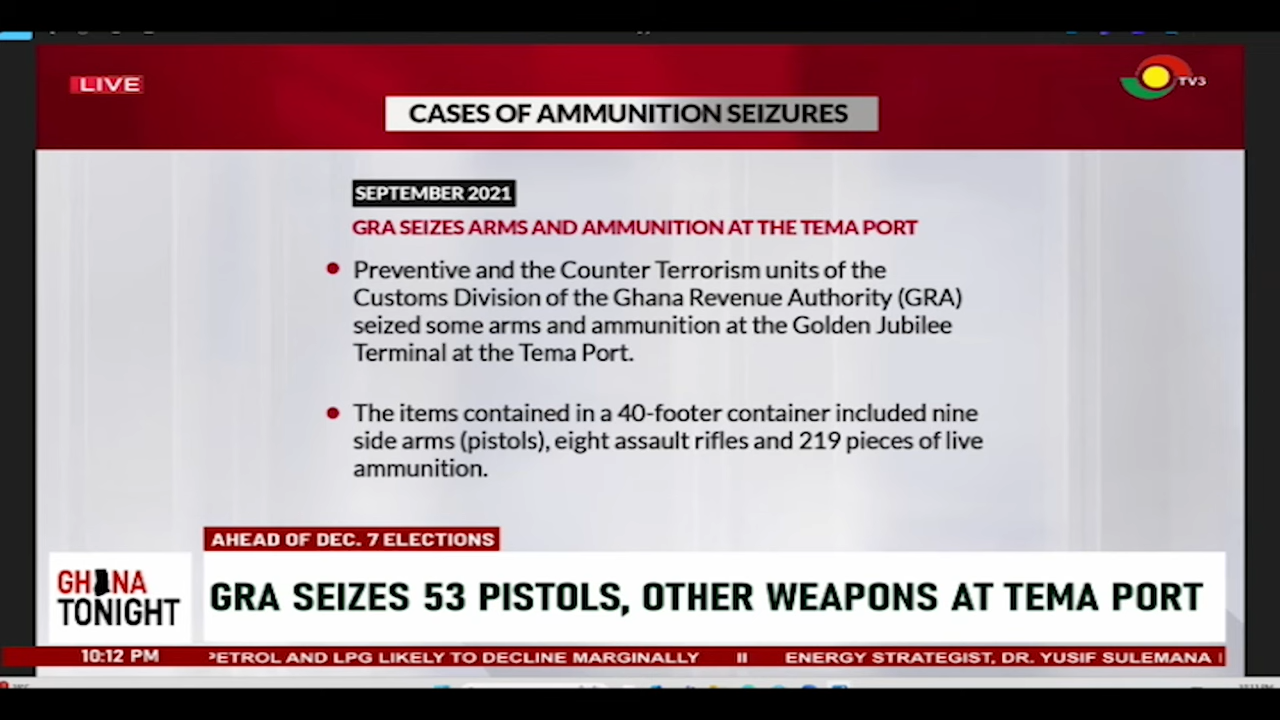 LIVE
TV3
CASES OF AMMUNITION SEIZURES
SEPTEMBER 2021
GRA SEIZES ARMS AND AMMUNITION AT THE TEMA PORT
Preventive and the Counter Terrorism units of the
Customs Division of the Ghana Revenue Authority (GRA)
seized some arms and ammunition at the Golden Jubilee
Terminal at the Tema Port.
The items contained in a 40-footer container included nine
side arms (pistols), eight assault rifles and 219 pieces of live
ammunition.
AHEAD OF DEC. 7 ELECTIONS
GHANA
TONIGHT
GRA SEIZES 53 PISTOLS, OTHER WEAPONS AT TEMA PORT
10:12 PM
PETROL AND LPG LIKELY TO DECLINE MARGINALLY II ENERGY STRATEGIST, DR. YUSIF SULEMANA